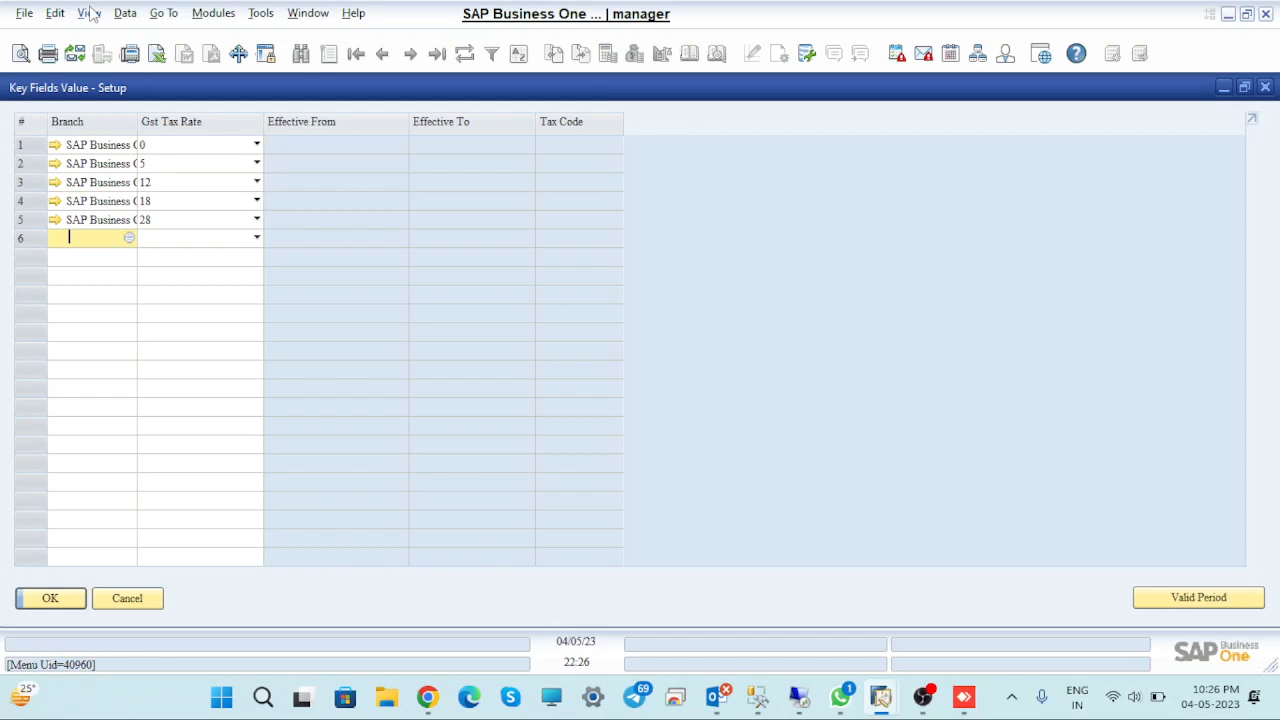 File Edit View Data Go To Modules Tools Window Help
SAP Business One ... | manager
Key Fields Value - Setup
# Branch Gst Tax Rate Effective From Effective To Tax Code
1 SAP Business 0
2 SAP Business 5
3 SAP Business 12
4 SAP Business 18
5 SAP Business 28
6
OK Cancel Valid Period
04/05/23
[Menu Uid=40960] 22:26
SAP Business One
25°
69
1
ENG
IN
10:26 PM
04-05-2023